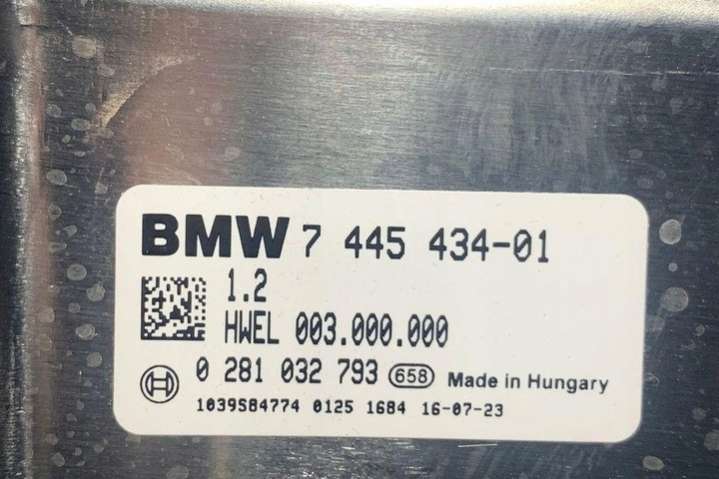 BMW 7 445 434-01
1.2
HWEL 003.000.000
0 281 032 793 658 Made in Hungary
1039S84774 0125 1684 16-07-23